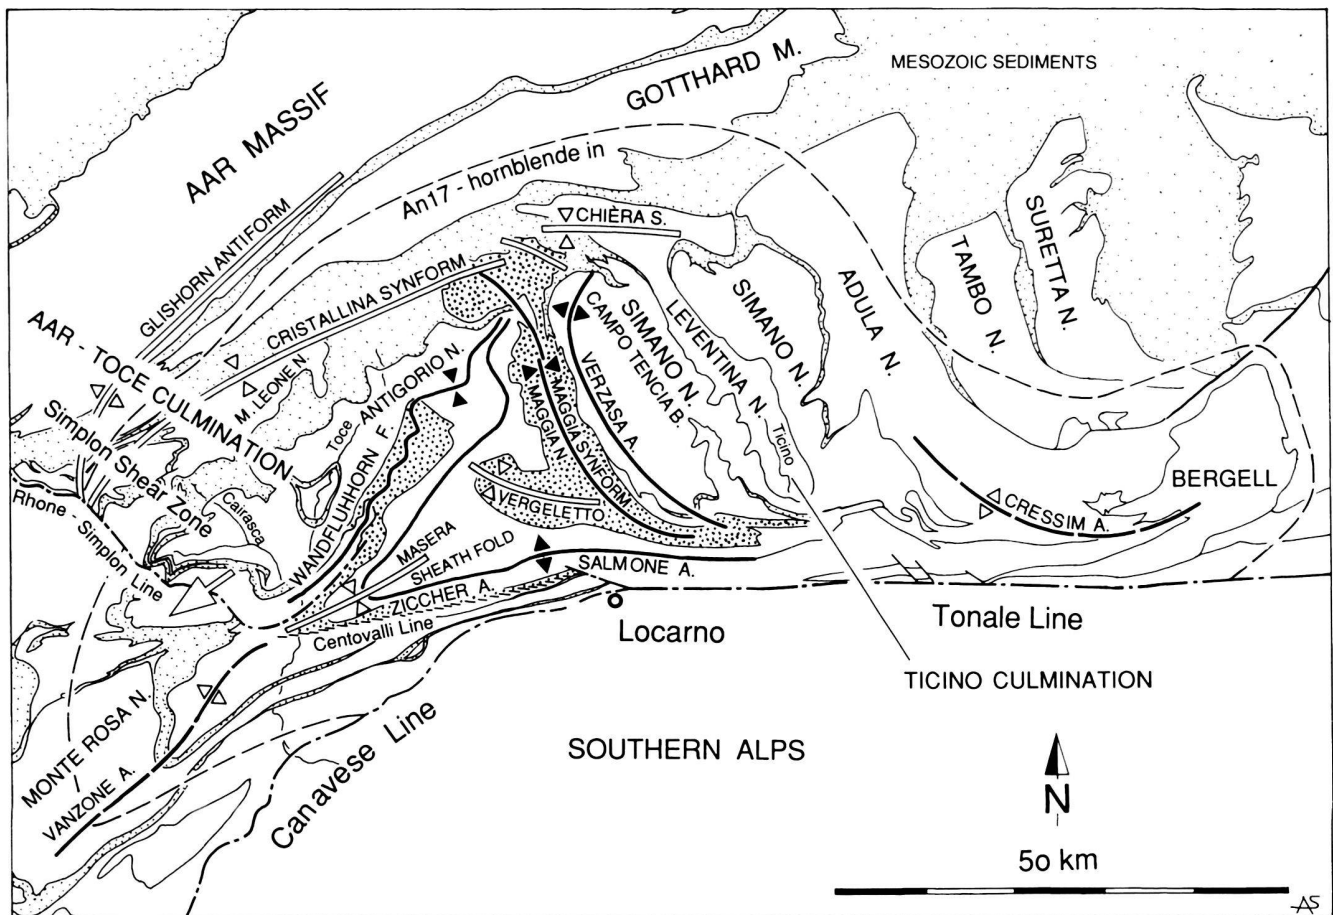 MESOZOIC SEDIMENTS
GOTTHARD M.
AAR MASSIF
An17 - hornblende in
CHIÈRA S.
GLISHORN ANTIFORM
CRISTALLINA SYNFORM
SURETTA N.
TAMBO N.
ADULA N.
SIMANO N.
LEVENTINA N.
SIMANO N.
CAMPO TENCIA B.
VERZASA A.
MAGGIA SYNFORM
MAGGIA N.
Ticino
AAR - TOCE CULMINATION
M. LEONE N.
ANTIGORIO N.
Toce
Simplon Shear Zone
WANDFLUHHORN F.
Cairasca
Rhone - Simplon Line
VERGELETTO
BERGELL
CRESSIM A.
MASERA
SHEATH FOLD
SALMONE A.
ZICCHER A.
Centovalli Line
Locarno
Tonale Line
TICINO CULMINATION
MONTE ROSA N.
VANZONE A.
Canavese Line
SOUTHERN ALPS
N
5o km
AS